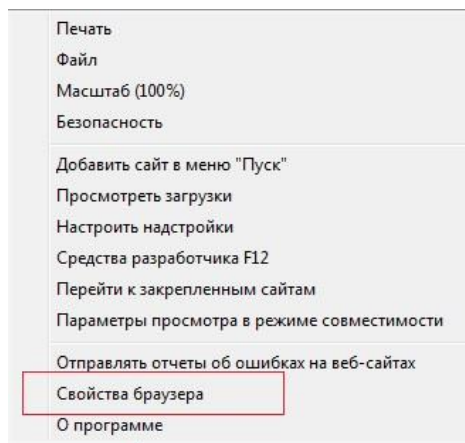 Печать
Файл
Масштаб (100%)
Безопасность
Добавить сайт в меню "Пуск"
Просмотреть загрузки
Настроить надстройки
Средства разработчика F12
Перейти к закрепленным сайтам
Параметры просмотра в режиме совместимости
Отправлять отчеты об ошибках на веб-сайтах
Свойства браузера
О программе